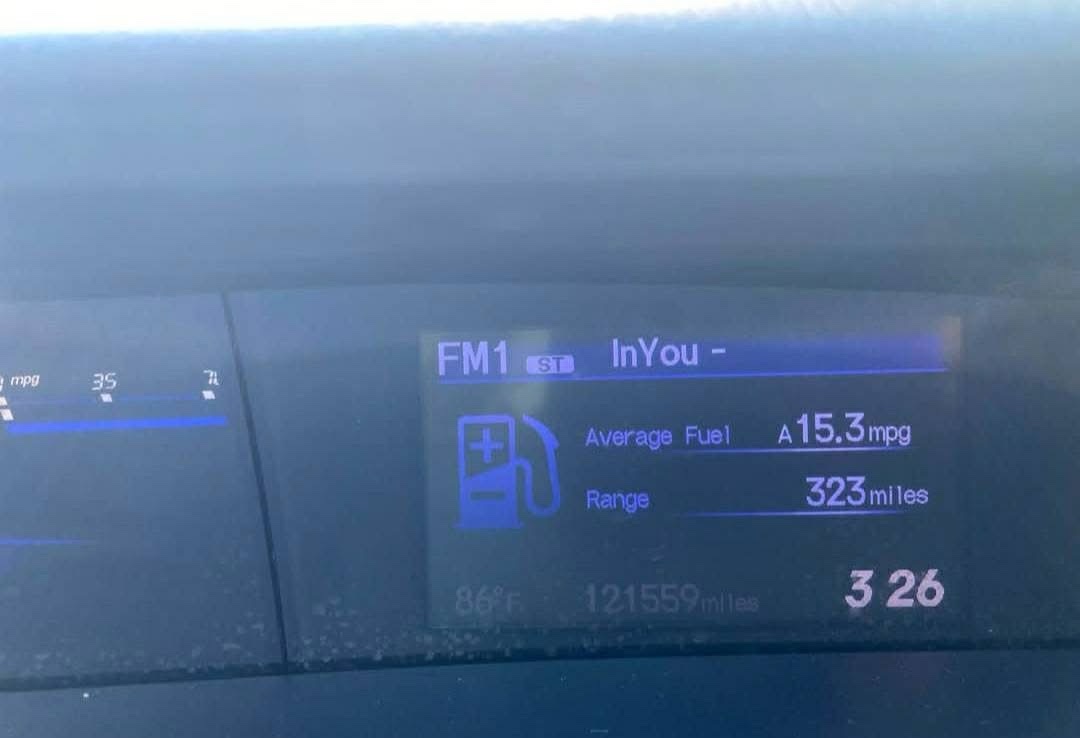 FM1 ST InYou -
mpg 35
Average Fuel A15.3mpg
Range 323miles
86°F 121559miles 3 26